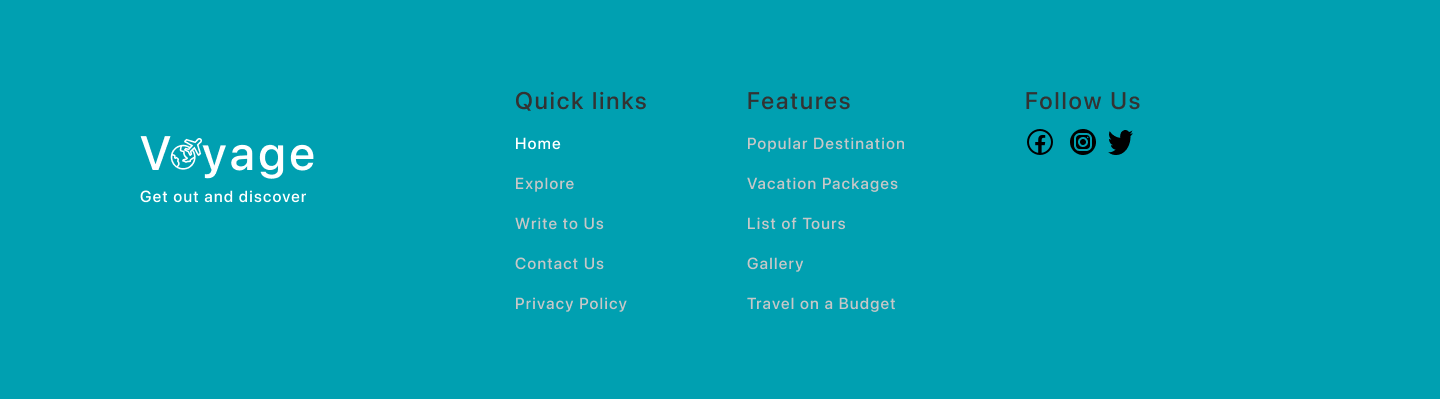 Voyage
Get out and discover
Quick links
Home
Explore
Write to Us
Contact Us
Privacy Policy
Features
Popular Destination
Vacation Packages
List of Tours
Gallery
Travel on a Budget
Follow Us